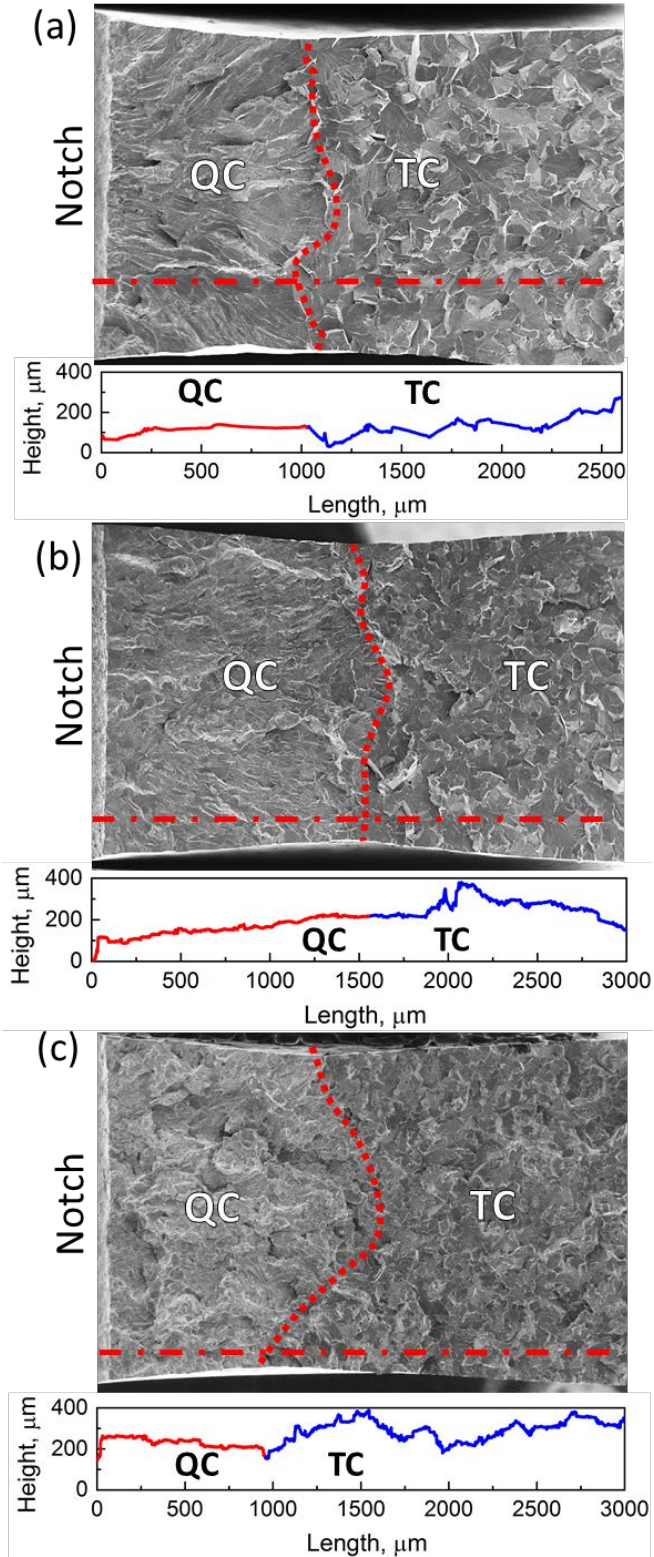 (a)
Notch
QC
TC
400
200
0
Height, μm
QC
TC
0 500 1000 1500 2000 2500
Length, μm
(b)
Notch
QC
TC
400
200
0
Height, μm
QC
TC
0 500 1000 1500 2000 2500 3000
Length, μm
(c)
Notch
QC
TC
400
200
0
Height, μm
QC
TC
0 500 1000 1500 2000 2500 3000
Length, μm